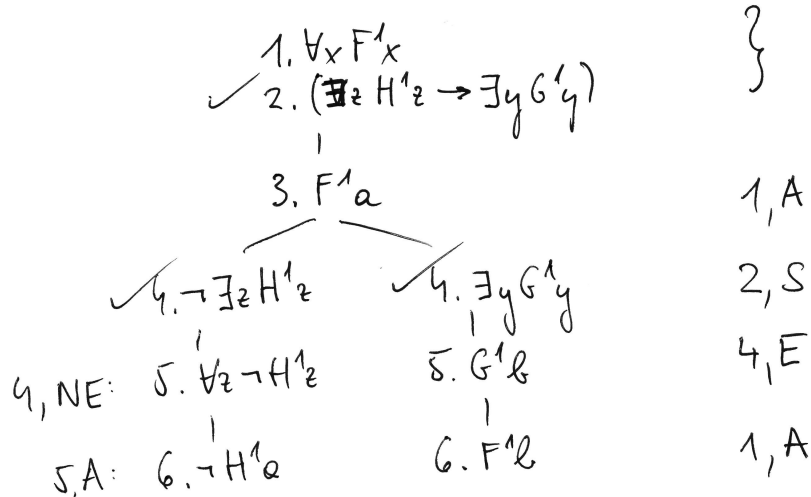 1. ∀x F¹x }
✓ 2. (∃z H¹z → ∃y G¹y)
3. F¹a 1, A
✓ 4. ¬∃z H¹z ✓ 4. ∃y G¹y 2, S
4, NE: 5. ∀z ¬H¹z 5. G¹b 4, E
5, A: 6. ¬H¹a 6. F¹b 1, A